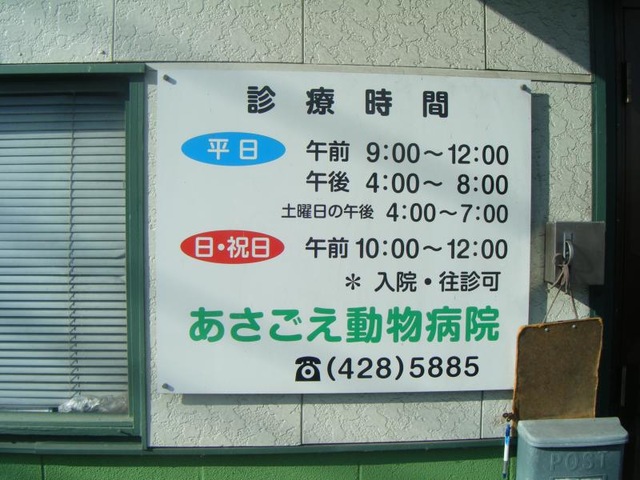 診療時間
平日 午前 9:00～12:00
午後 4:00～ 8:00
土曜日の午後 4:00～7:00
日・祝日 午前 10:00～12:00
＊ 入院・往診可
あさごえ動物病院
☎(428)5885
POST